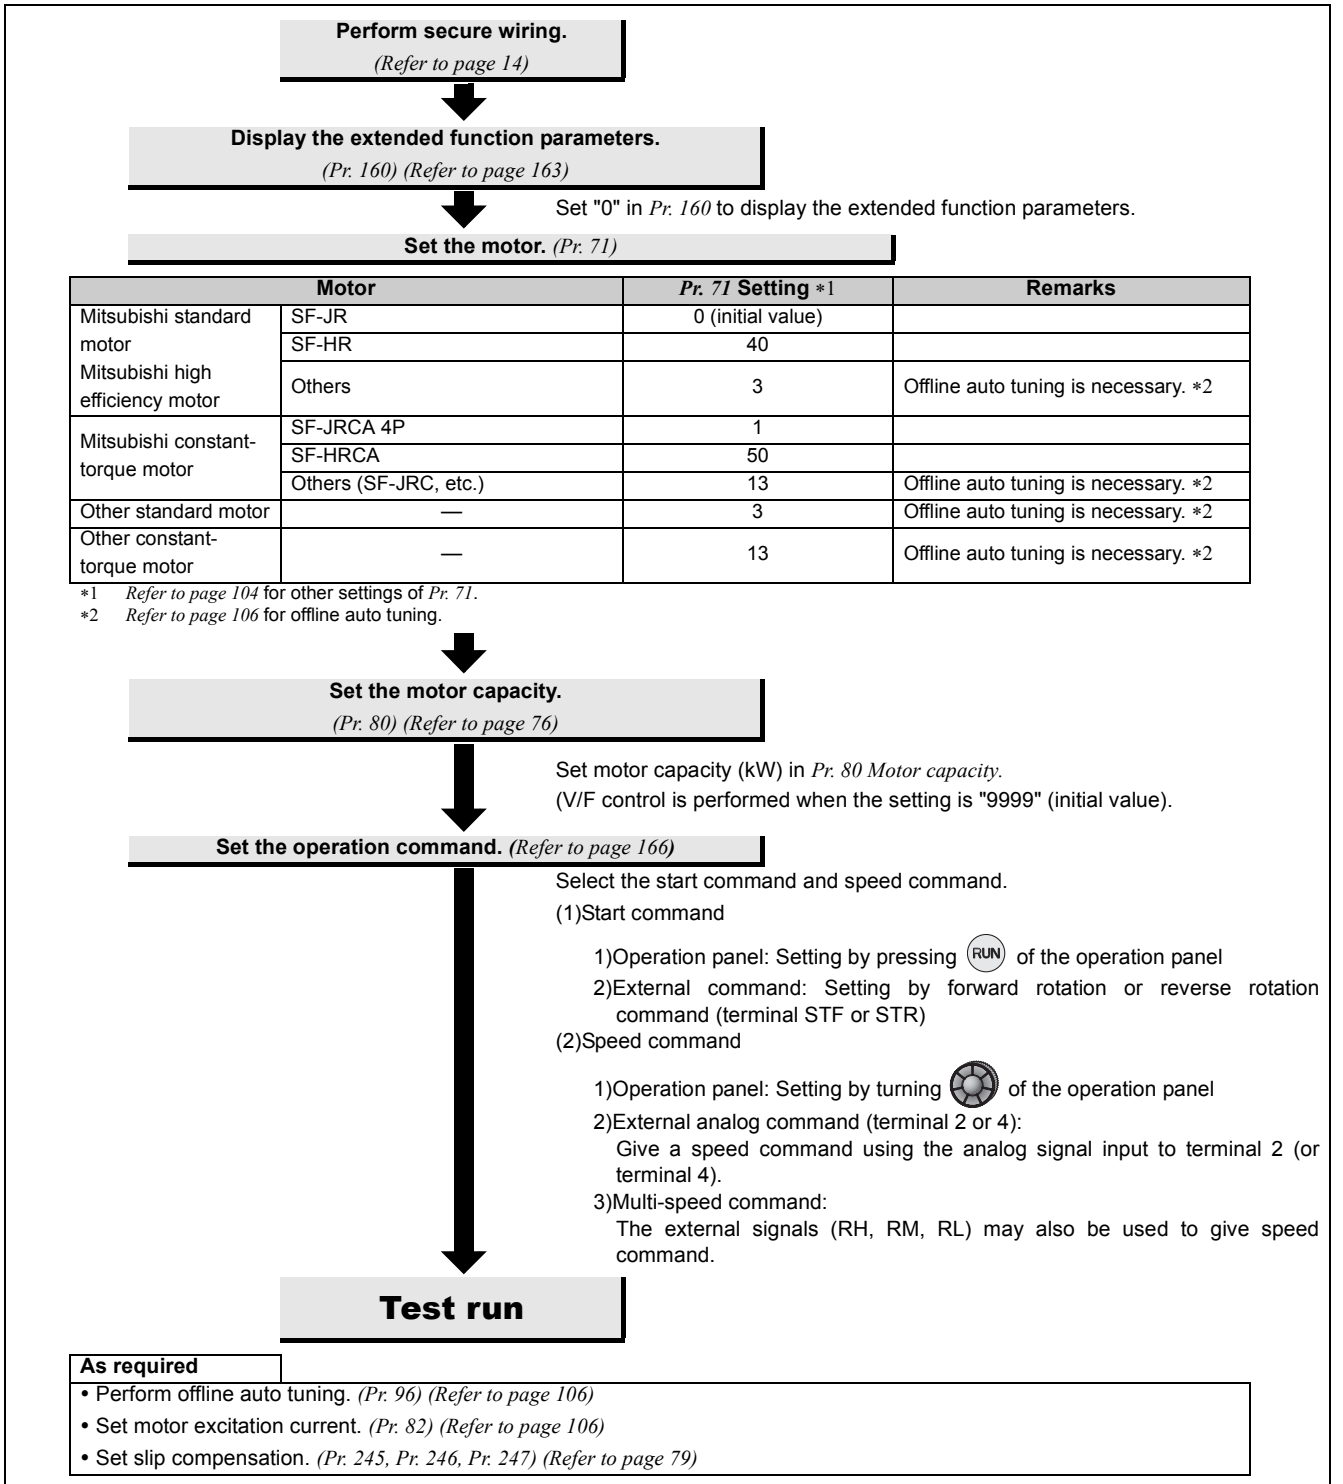 Perform secure wiring.
(Refer to page 14)
Display the extended function parameters.
(Pr. 160) (Refer to page 163)
Set "0" in Pr. 160 to display the extended function parameters.
Set the motor. (Pr. 71)
Motor Pr. 71 Setting *1 Remarks
Mitsubishi standard motor Mitsubishi high efficiency motor SF-JR 0 (initial value)
SF-HR 40
Others 3 Offline auto tuning is necessary. *2
Mitsubishi constant-torque motor SF-JRCA 4P 1
SF-HRCA 50
Others (SF-JRC, etc.) 13 Offline auto tuning is necessary. *2
Other standard motor — 3 Offline auto tuning is necessary. *2
Other constant-torque motor — 13 Offline auto tuning is necessary. *2
*1 Refer to page 104 for other settings of Pr. 71.
*2 Refer to page 106 for offline auto tuning.
Set the motor capacity.
(Pr. 80) (Refer to page 76)
Set motor capacity (kW) in Pr. 80 Motor capacity.
(V/F control is performed when the setting is "9999" (initial value).
Set the operation command. (Refer to page 166)
Select the start command and speed command.
(1)Start command
1)Operation panel: Setting by pressing RUN of the operation panel
2)External command: Setting by forward rotation or reverse rotation
command (terminal STF or STR)
(2)Speed command
1)Operation panel: Setting by turning of the operation panel
2)External analog command (terminal 2 or 4):
Give a speed command using the analog signal input to terminal 2 (or
terminal 4).
3)Multi-speed command:
The external signals (RH, RM, RL) may also be used to give speed
command.
Test run
As required
• Perform offline auto tuning. (Pr. 96) (Refer to page 106)
• Set motor excitation current. (Pr. 82) (Refer to page 106)
• Set slip compensation. (Pr. 245, Pr. 246, Pr. 247) (Refer to page 79)